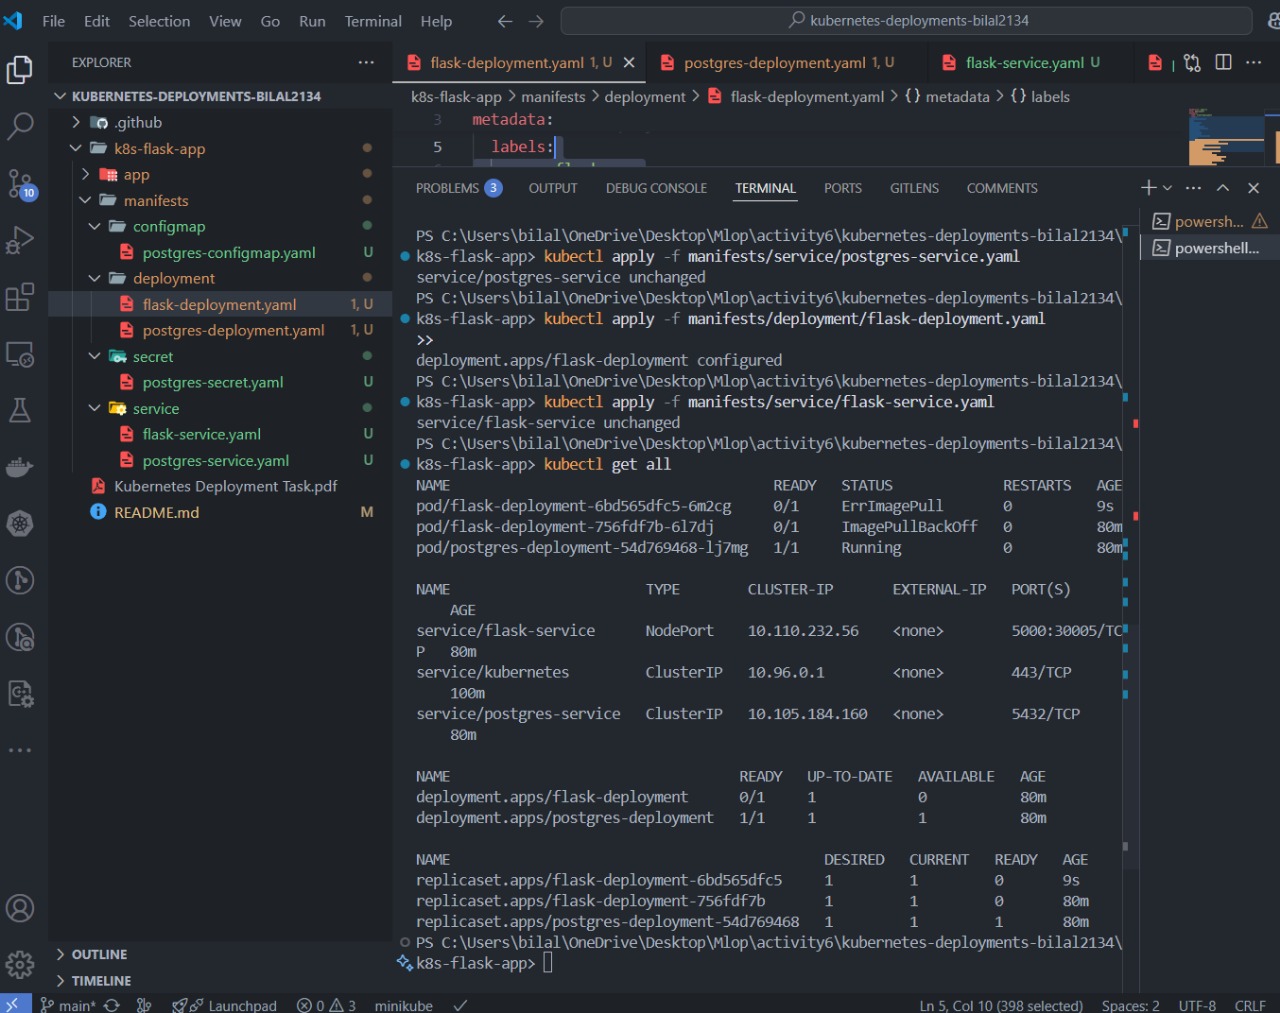 File Edit Selection View Go Run Terminal Help
kubernetes-deployments-bilal2134
EXPLORER
KUBERNETES-DEPLOYMENTS-BILAL2134
.github
k8s-flask-app
app
manifests
configmap
postgres-configmap.yaml U
deployment
flask-deployment.yaml 1, U
postgres-deployment.yaml 1, U
secret
postgres-secret.yaml U
service
flask-service.yaml U
postgres-service.yaml U
Kubernetes Deployment Task.pdf
README.md M
OUTLINE
TIMELINE
10
flask-deployment.yaml 1, U
postgres-deployment.yaml 1, U
flask-service.yaml U
k8s-flask-app > manifests > deployment > flask-deployment.yaml > {} metadata > {} labels
3 metadata:
5 labels:
PROBLEMS 3 OUTPUT DEBUG CONSOLE TERMINAL PORTS GITLENS COMMENTS
powersh...
powershell...
PS C:\Users\bilal\OneDrive\Desktop\Mlop\activity6\kubernetes-deployments-bilal2134\
k8s-flask-app> kubectl apply -f manifests/service/postgres-service.yaml
service/postgres-service unchanged
PS C:\Users\bilal\OneDrive\Desktop\Mlop\activity6\kubernetes-deployments-bilal2134\
k8s-flask-app> kubectl apply -f manifests/deployment/flask-deployment.yaml
>>
deployment.apps/flask-deployment configured
PS C:\Users\bilal\OneDrive\Desktop\Mlop\activity6\kubernetes-deployments-bilal2134\
k8s-flask-app> kubectl apply -f manifests/service/flask-service.yaml
service/flask-service unchanged
PS C:\Users\bilal\OneDrive\Desktop\Mlop\activity6\kubernetes-deployments-bilal2134\
k8s-flask-app> kubectl get all
NAME READY STATUS RESTARTS AGE
pod/flask-deployment-6bd565dfc5-6m2cg 0/1 ErrImagePull 0 9s
pod/flask-deployment-756fdf7b-6l7dj 0/1 ImagePullBackOff 0 80m
pod/postgres-deployment-54d769468-lj7mg 1/1 Running 0 80m
NAME TYPE CLUSTER-IP EXTERNAL-IP PORT(S)
AGE
service/flask-service NodePort 10.110.232.56 <none> 5000:30005/TC
P 80m
service/kubernetes ClusterIP 10.96.0.1 <none> 443/TCP
100m
service/postgres-service ClusterIP 10.105.184.160 <none> 5432/TCP
80m
NAME READY UP-TO-DATE AVAILABLE AGE
deployment.apps/flask-deployment 0/1 1 0 80m
deployment.apps/postgres-deployment 1/1 1 1 80m
NAME DESIRED CURRENT READY AGE
replicaset.apps/flask-deployment-6bd565dfc5 1 1 0 9s
replicaset.apps/flask-deployment-756fdf7b 1 1 0 80m
replicaset.apps/postgres-deployment-54d769468 1 1 1 80m
PS C:\Users\bilal\OneDrive\Desktop\Mlop\activity6\kubernetes-deployments-bilal2134\
k8s-flask-app>
main* Launchpad 0 3 minikube Ln 5, Col 10 (398 selected) Spaces: 2 UTF-8 CRLF